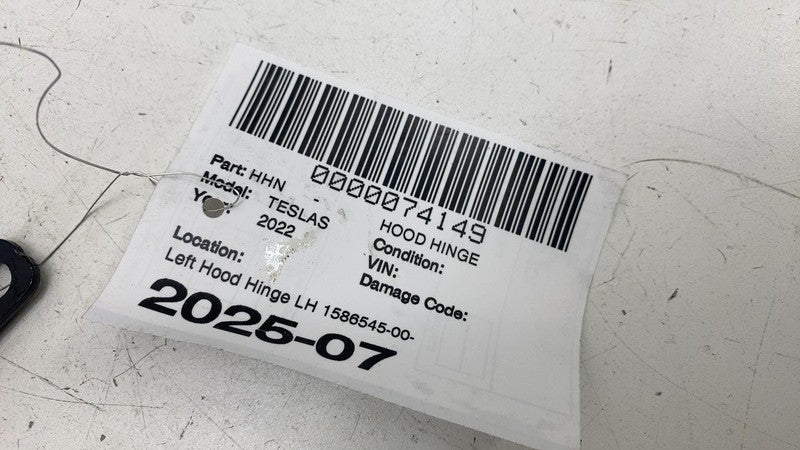 0000074149
Part: HHN - HOOD HINGE
Model: TESLAS Condition:
Year: 2022 VIN:
Damage Code:
Location:
Left Hood Hinge LH 1586545-00-
2025-07